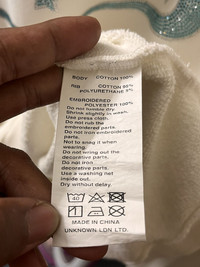 BODY COTTON 100%
RIB COTTON 95%
POLYURETHANE 5%
EMBROIDERED
POLYESTER 100%
Do not tumble dry.
Shrink slightly in wash.
Use press cloth.
Do not rub the
embroidered parts.
Do not iron embroidered
parts.
Not to snag it when
wearing.
Do not wring out the
decorative parts.
Do not iron
decorative parts.
Use a washing net
inside out.
Dry without delay.
40
MADE IN CHINA
UNKNOWN LDN LTD.